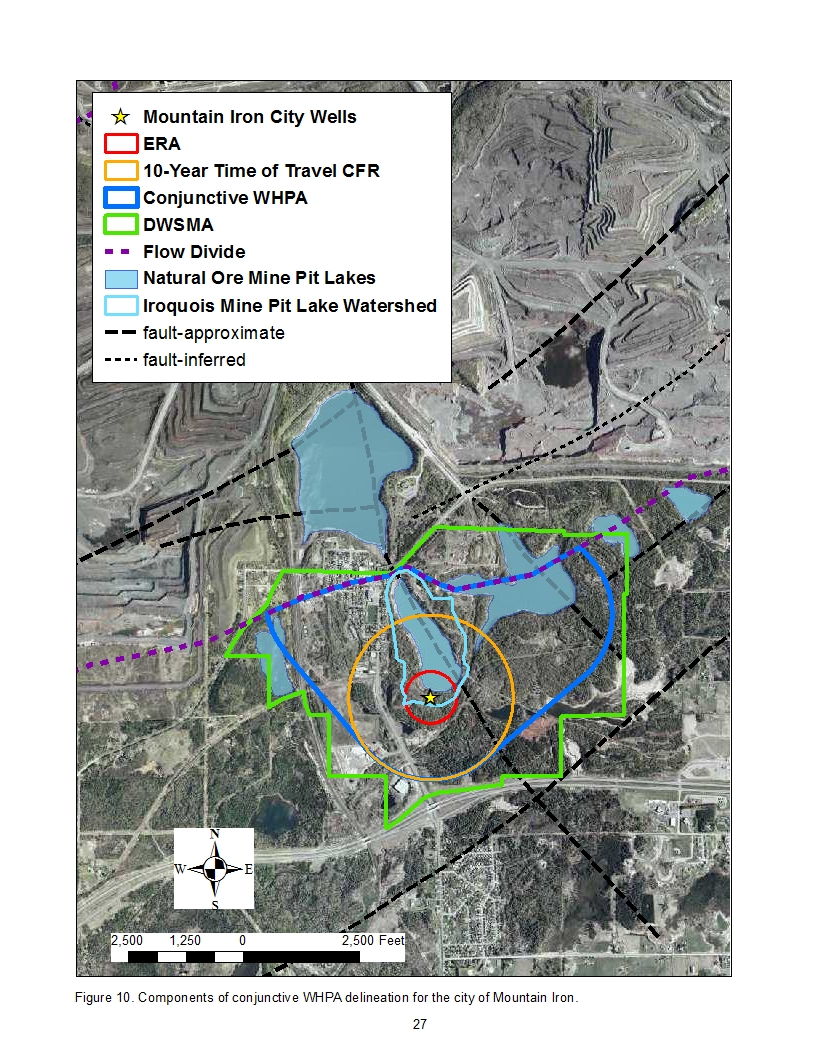 Mountain Iron City Wells
ERA
10-Year Time of Travel CFR
Conjunctive WHPA
DWSMA
Flow Divide
Natural Ore Mine Pit Lakes
Iroquois Mine Pit Lake Watershed
fault-approximate
fault-inferred
N
W E
S
2,500 1,250 0 2,500 Feet
Figure 10. Components of conjunctive WHPA delineation for the city of Mountain Iron.
27